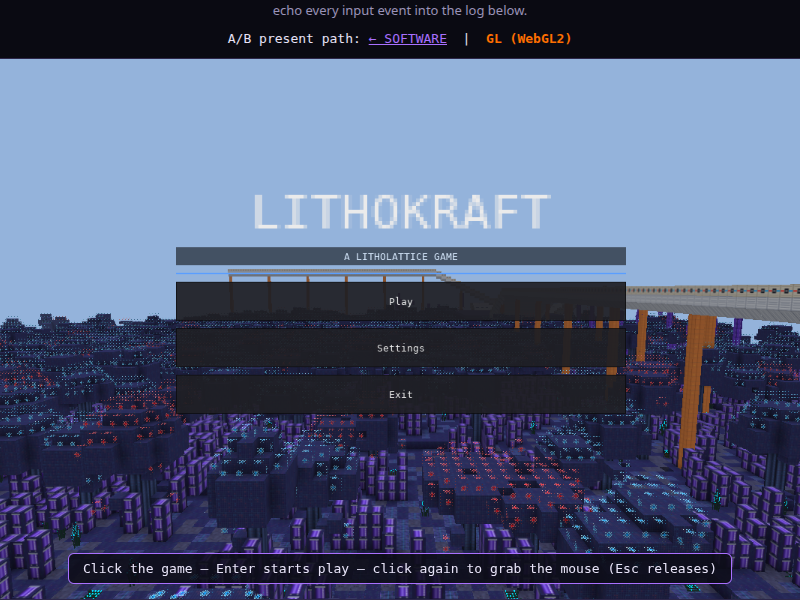 echo every input event into the log below.
A/B present path: ← SOFTWARE | GL (WebGL2)
LITHOKRAFT
A LITHOLATTICE GAME
Play
Settings
Exit
Click the game — Enter starts play — click again to grab the mouse (Esc releases)